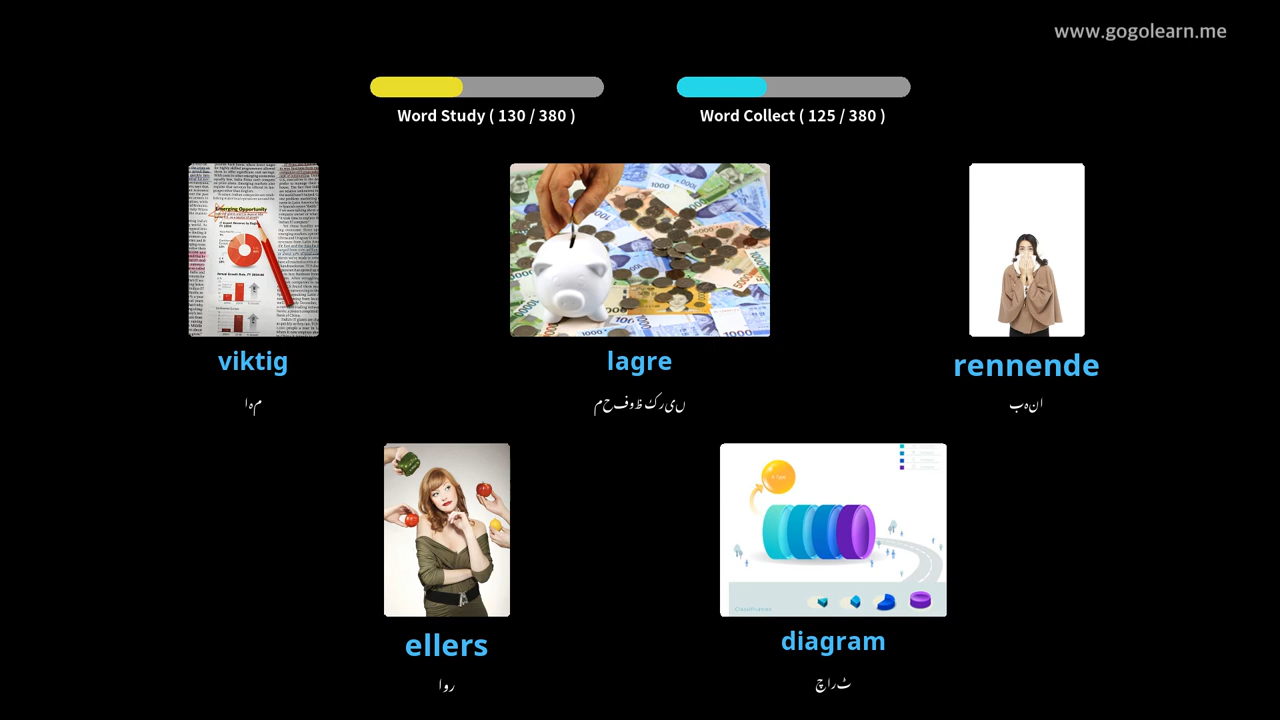 www.gogolearn.me
Word Study ( 130 / 380 )
Word Collect ( 125 / 380 )
Emerging Opportunity
viktig
lagre
rennende
مہا
ںیرک ظوفحم
انہب
ellers
diagram
روا
ٹراچ